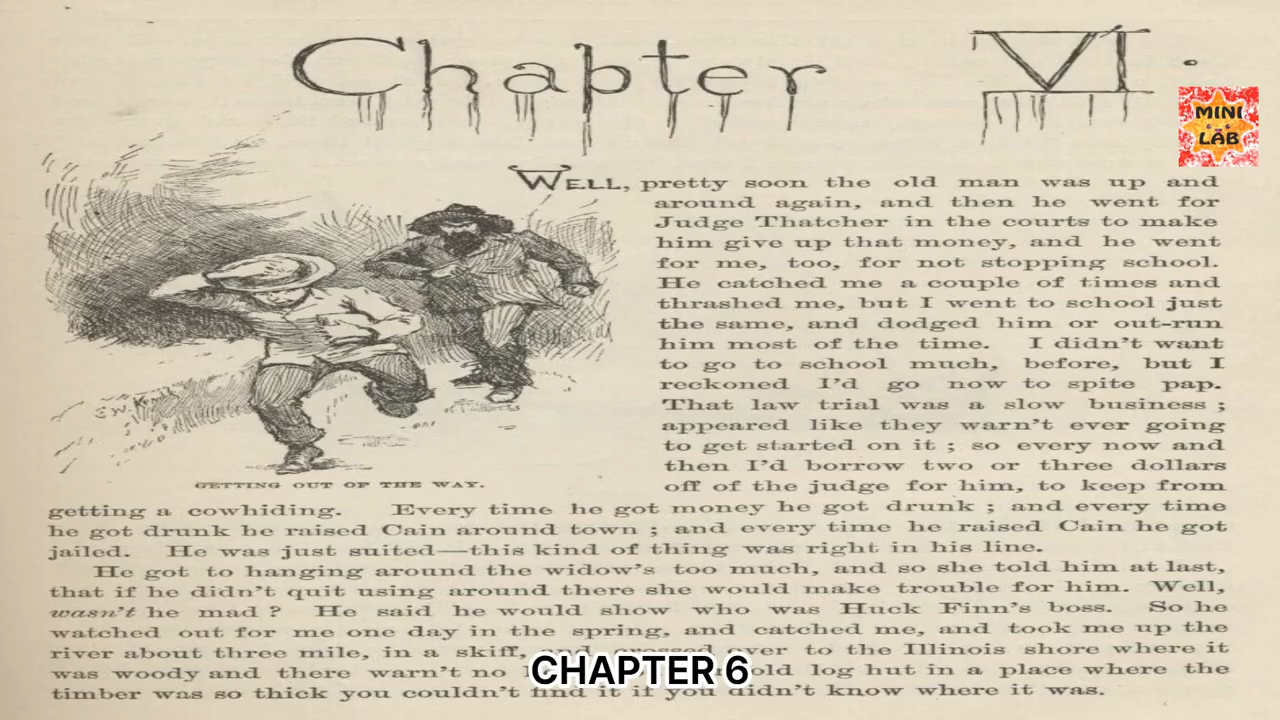 Chapter VI.
MINI
LAB
WELL, pretty soon the old man was up and
around again, and then he went for
Judge Thatcher in the courts to make
him give up that money, and he went
for me, too, for not stopping school.
He catched me a couple of times and
thrashed me, but I went to school just
the same, and dodged him or out-run
him most of the time. I didn't want
to go to school much, before, but I
reckoned I'd go now to spite pap.
That law trial was a slow business;
appeared like they warn't ever going
to get started on it; so every now and
then I'd borrow two or three dollars
off of the judge for him, to keep from
E.W. Kemble
GETTING OUT OF THE WAY.
getting a cowhiding. Every time he got money he got drunk; and every time
he got drunk he raised Cain around town; and every time he raised Cain he got
jailed. He was just suited—this kind of thing was right in his line.
He got to hanging around the widow's too much, and so she told him at last,
that if he didn't quit using around there she would make trouble for him. Well,
wasn't he mad? He said he would show who was Huck Finn's boss. So he
watched out for me one day in the spring, and catched me, and took me up the
river about three mile, in a skiff, and crossed over to the Illinois shore where it
was woody and there warn't no old log hut in a place where the
timber was so thick you couldn't find it if you didn't know where it was.
CHAPTER 6